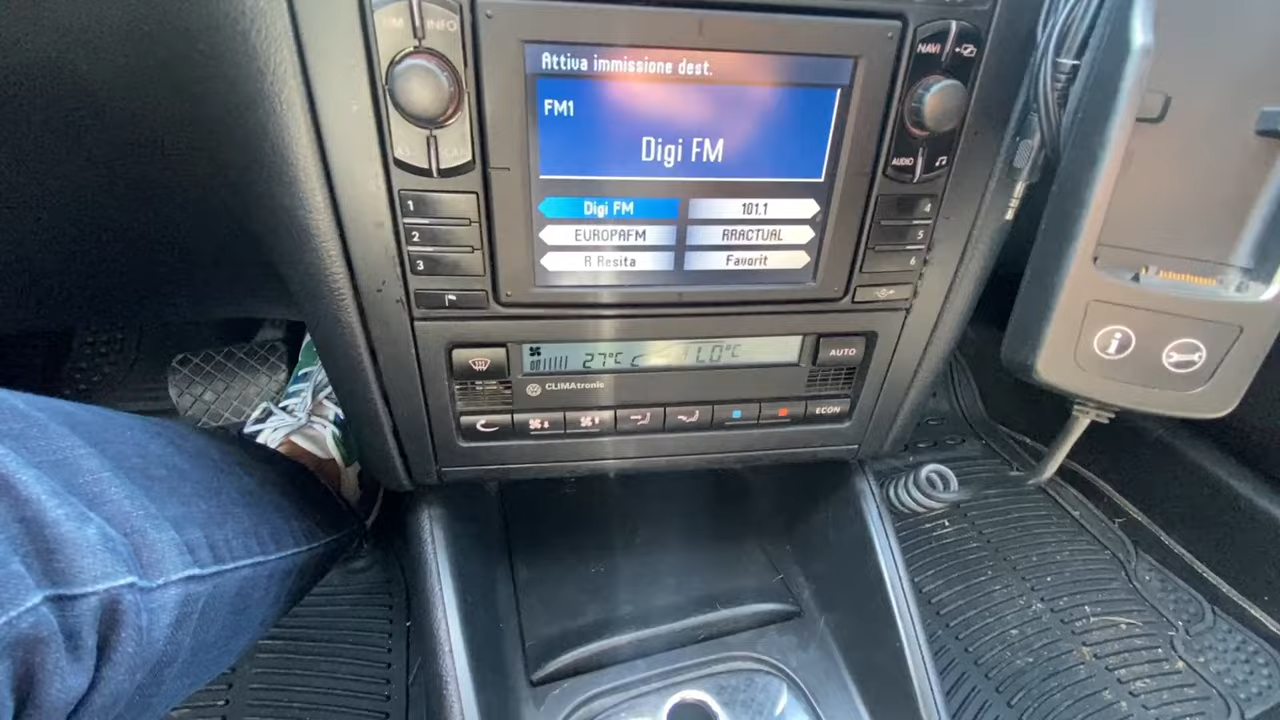 INFO
NAVI
Attiva immissione dest.
FM1
Digi FM
AUDIO
1
2
3
Digi FM
EUROPAFM
R Resita
101.1
RRACTUAL
Favorit
4
5
6
27°C
LO°C
AUTO
CLIMAtronic
ECON